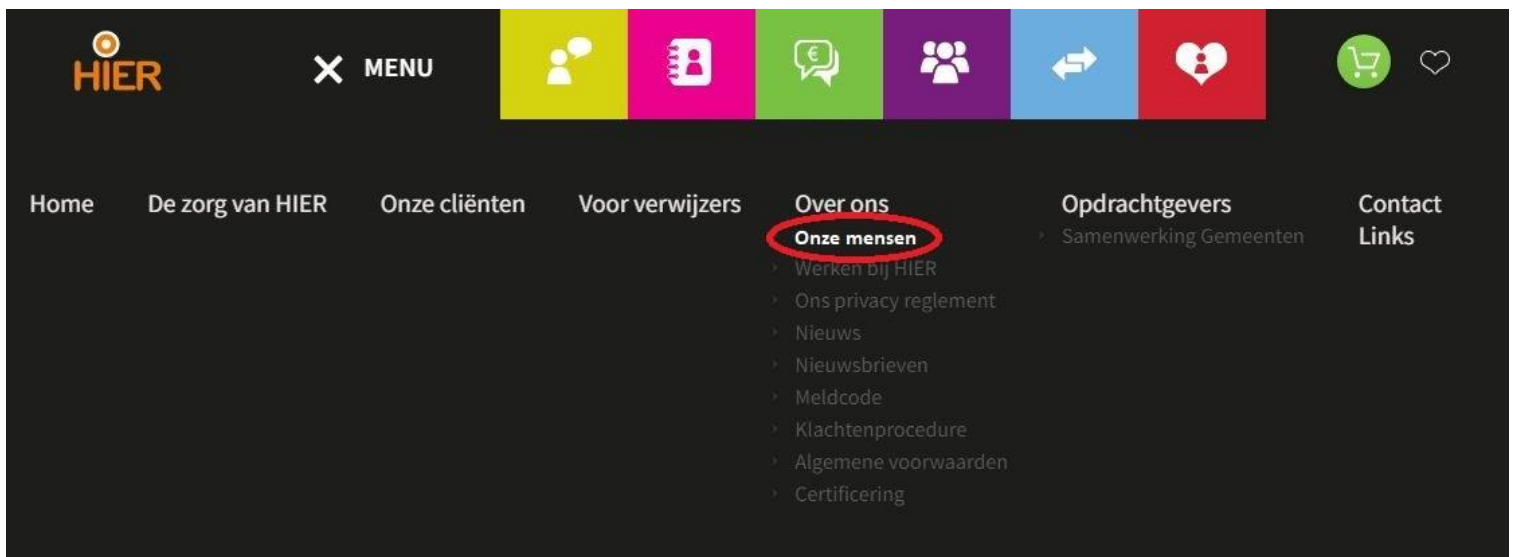 HIER
MENU
€
Home
De zorg van HIER
Onze cliënten
Voor verwijzers
Over ons
Onze mensen
Werken bij HIER
Ons privacy reglement
Nieuws
Nieuwsbrieven
Meldcode
Klachtenprocedure
Algemene voorwaarden
Certificering
Opdrachtgevers
Samenwerking Gemeenten
Contact
Links